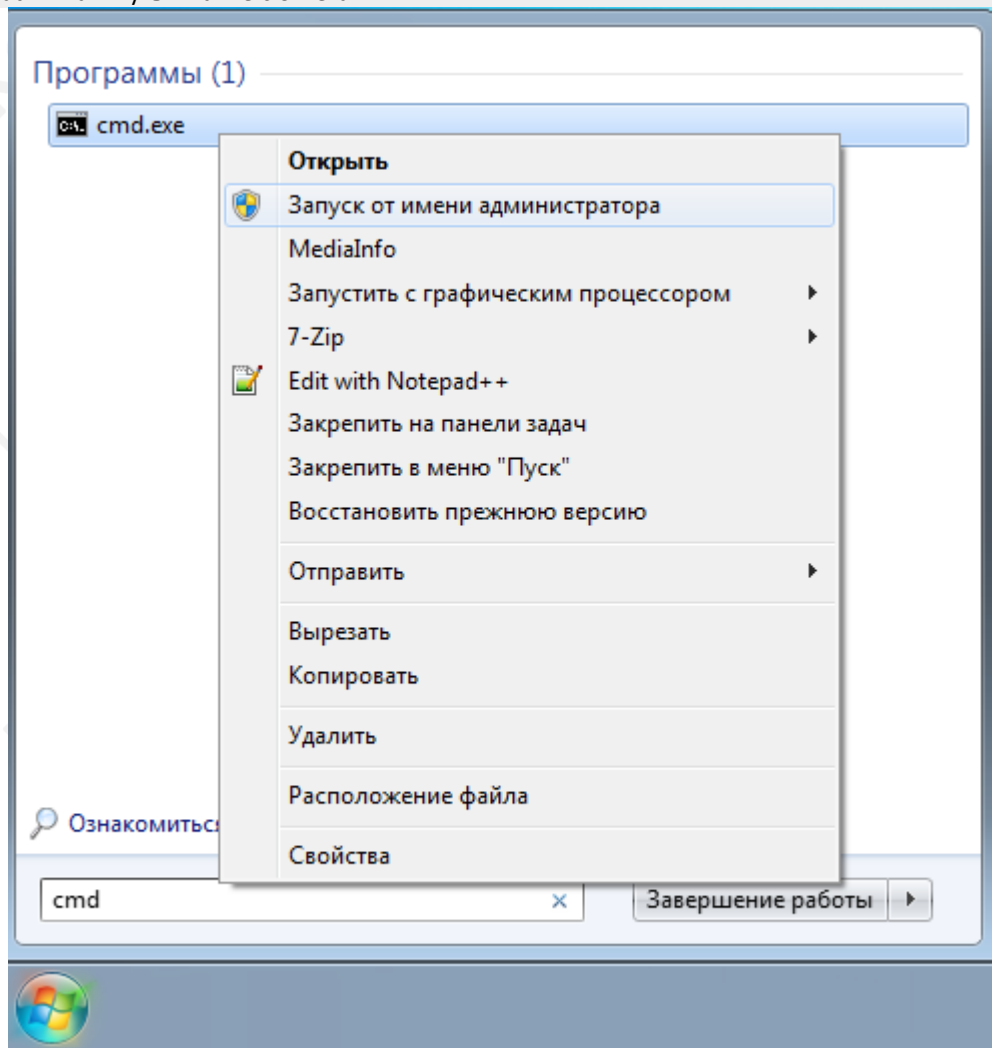 Программы (1)
cmd.exe
Открыть
Запуск от имени администратора
MediaInfo
Запустить с графическим процессором
7-Zip
Edit with Notepad++
Закрепить на панели задач
Закрепить в меню "Пуск"
Восстановить прежнюю версию
Отправить
Вырезать
Копировать
Удалить
Расположение файла
Ознакомиться
Свойства
cmd
Завершение работы